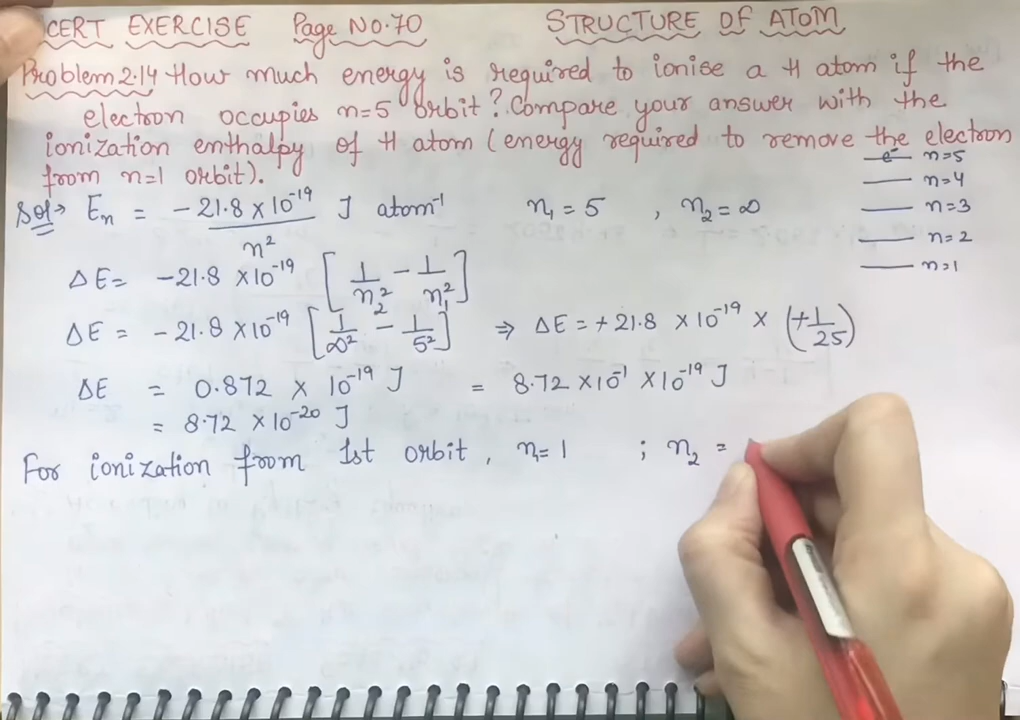 CERT EXERCISE Page No.70 STRUCTURE OF ATOM
Problem 2.14 How much energy is required to ionise a H atom if the
electron occupies n=5 orbit? Compare your answer with the
ionization enthalpy of H atom (energy required to remove the electron
from n=1 orbit).
e⁻ n=5
n=4
n=3
n=2
n=1
Sol→ Eₙ = -21.8 × 10⁻¹⁹ / n² J atom⁻¹ n₁ = 5 , n₂ = ∞
ΔE = -21.8 × 10⁻¹⁹ [1/n₂² - 1/n₁²]
ΔE = -21.8 × 10⁻¹⁹ [1/∞² - 1/5²] ⇒ ΔE = +21.8 × 10⁻¹⁹ × (+1/25)
ΔE = 0.872 × 10⁻¹⁹ J = 8.72 × 10⁻¹ × 10⁻¹⁹ J
= 8.72 × 10⁻²⁰ J
For ionization from 1st orbit, n₁ = 1 ; n₂ =